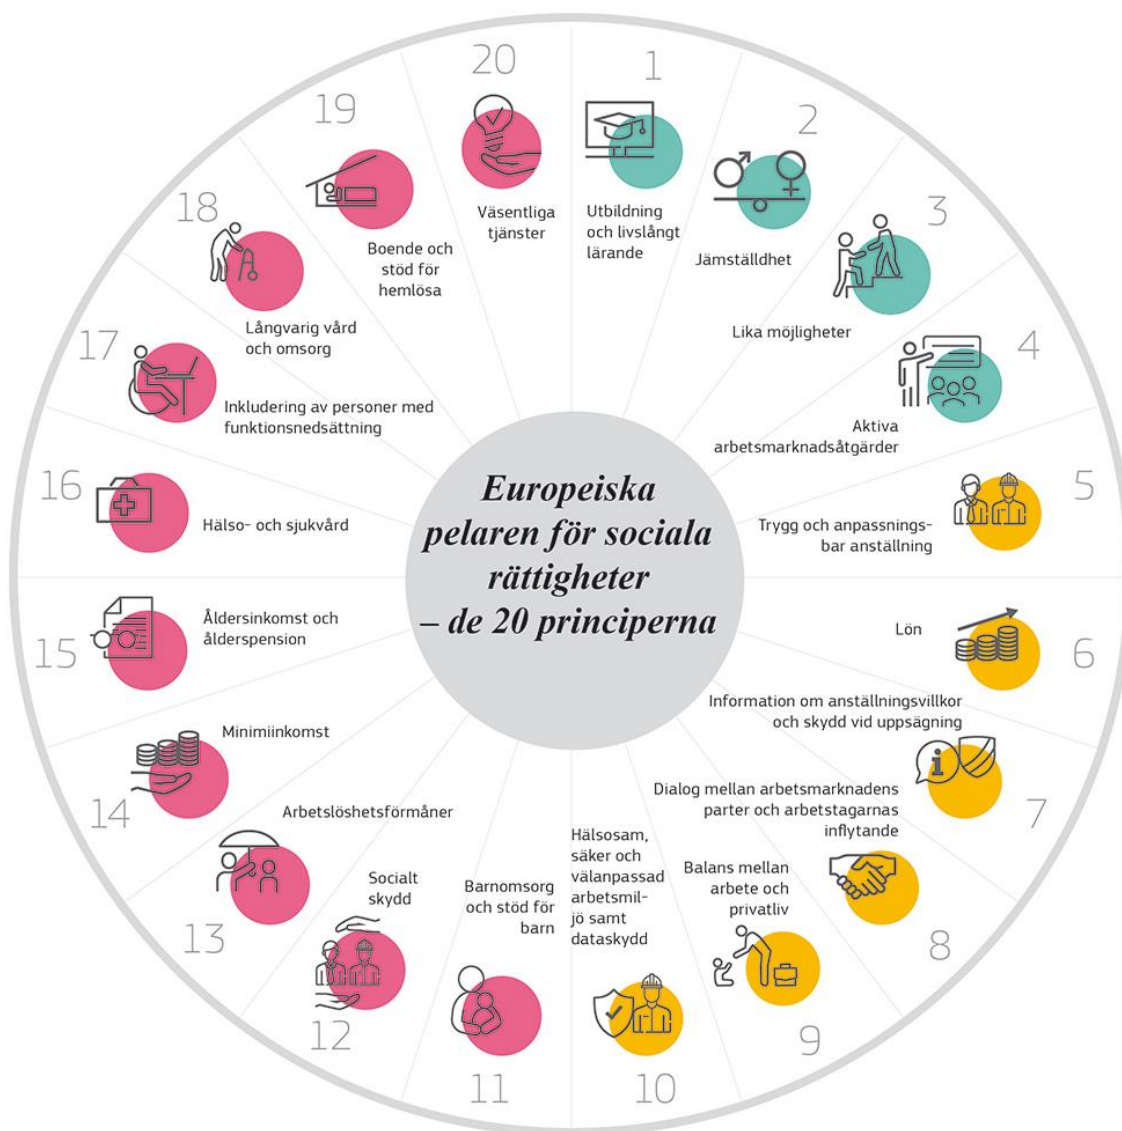 Europeiska
pelaren för sociala
rättigheter
– de 20 principerna
1
Utbildning
och livslångt
lärande
2
Jämställdhet
3
Lika möjligheter
4
Aktiva
arbetsmarknadsåtgärder
5
Trygg och anpassnings-
bar anställning
6
Lön
7
Information om anställningsvillkor
och skydd vid uppsägning
i
8
Dialog mellan arbetsmarknadens
parter och arbetstagarnas
inflytande
9
Balans mellan
arbete och
privatliv
10
Hälsosam,
säker och
välanpassad
arbetsmil-
jö samt
dataskydd
11
Barnomsorg
och stöd för
barn
12
Socialt
skydd
13
Arbetslöshetsförmåner
14
Minimiinkomst
15
Åldersinkomst och
ålderspension
16
Hälso- och sjukvård
17
Inkludering av personer med
funktionsnedsättning
18
Långvarig vård
och omsorg
19
Boende och
stöd för
hemlösa
20
Väsentliga
tjänster